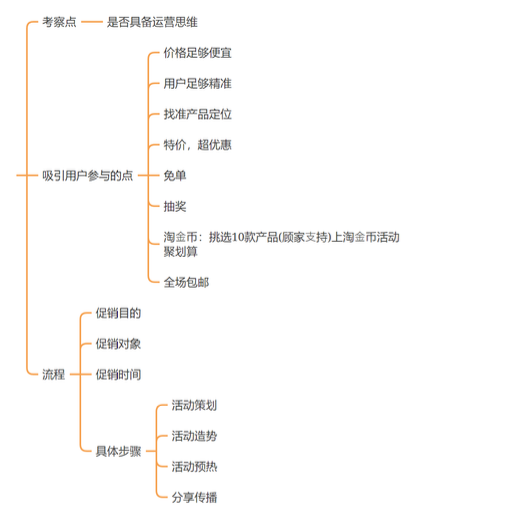 考察点
是否具备运营思维
价格足够便宜
用户足够精准
找准产品定位
特价，超优惠
吸引用户参与的点
免单
抽奖
淘金币：挑选10款产品(顾家支持)上淘金币活动
聚划算
全场包邮
促销目的
促销对象
流程
促销时间
活动策划
活动造势
具体步骤
活动预热
分享传播